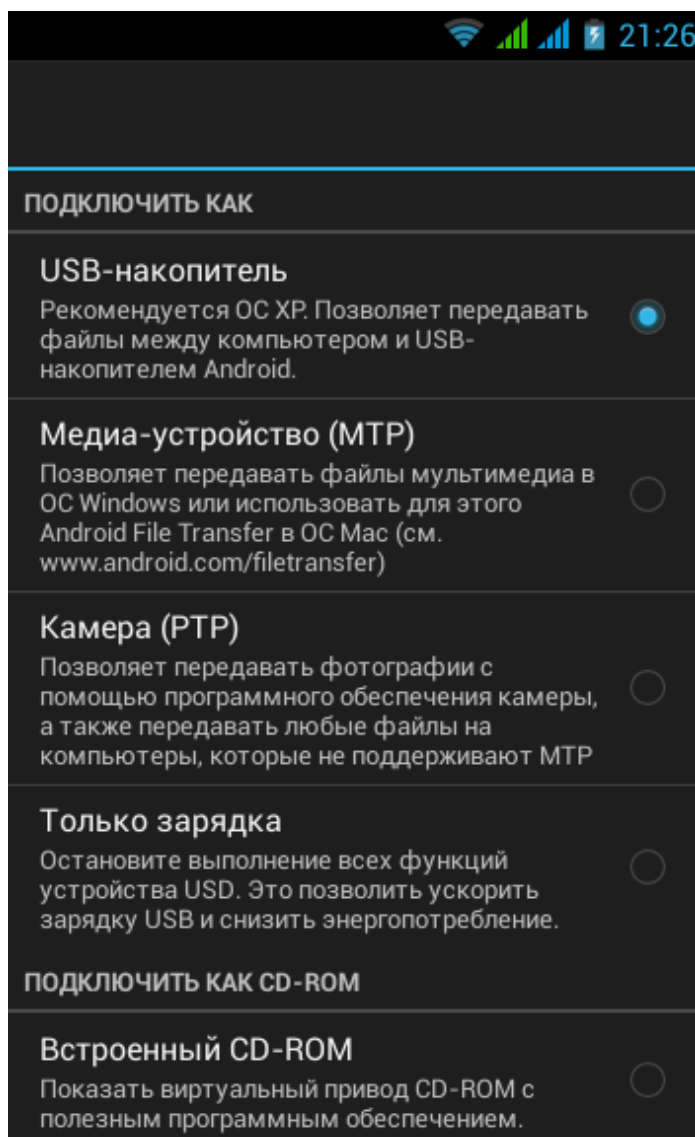 21:26
ПОДКЛЮЧИТЬ КАК
USB-накопитель
Рекомендуется ОС XP. Позволяет передавать
файлы между компьютером и USB-
накопителем Android.
Медиа-устройство (MTP)
Позволяет передавать файлы мультимедиа в
ОС Windows или использовать для этого
Android File Transfer в ОС Mac (см.
www.android.com/filetransfer)
Камера (PTP)
Позволяет передавать фотографии с
помощью программного обеспечения камеры,
а также передавать любые файлы на
компьютеры, которые не поддерживают MTP
Только зарядка
Остановите выполнение всех функций
устройства USD. Это позволить ускорить
зарядку USB и снизить энергопотребление.
ПОДКЛЮЧИТЬ КАК CD-ROM
Встроенный CD-ROM
Показать виртуальный привод CD-ROM с
полезным программным обеспечением.